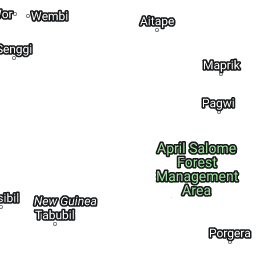 Wembi
Aitape
Senggi
Maprik
Pagwi
April Salome
Forest
Management
Area
New Guinea
Tabubil
Porgera